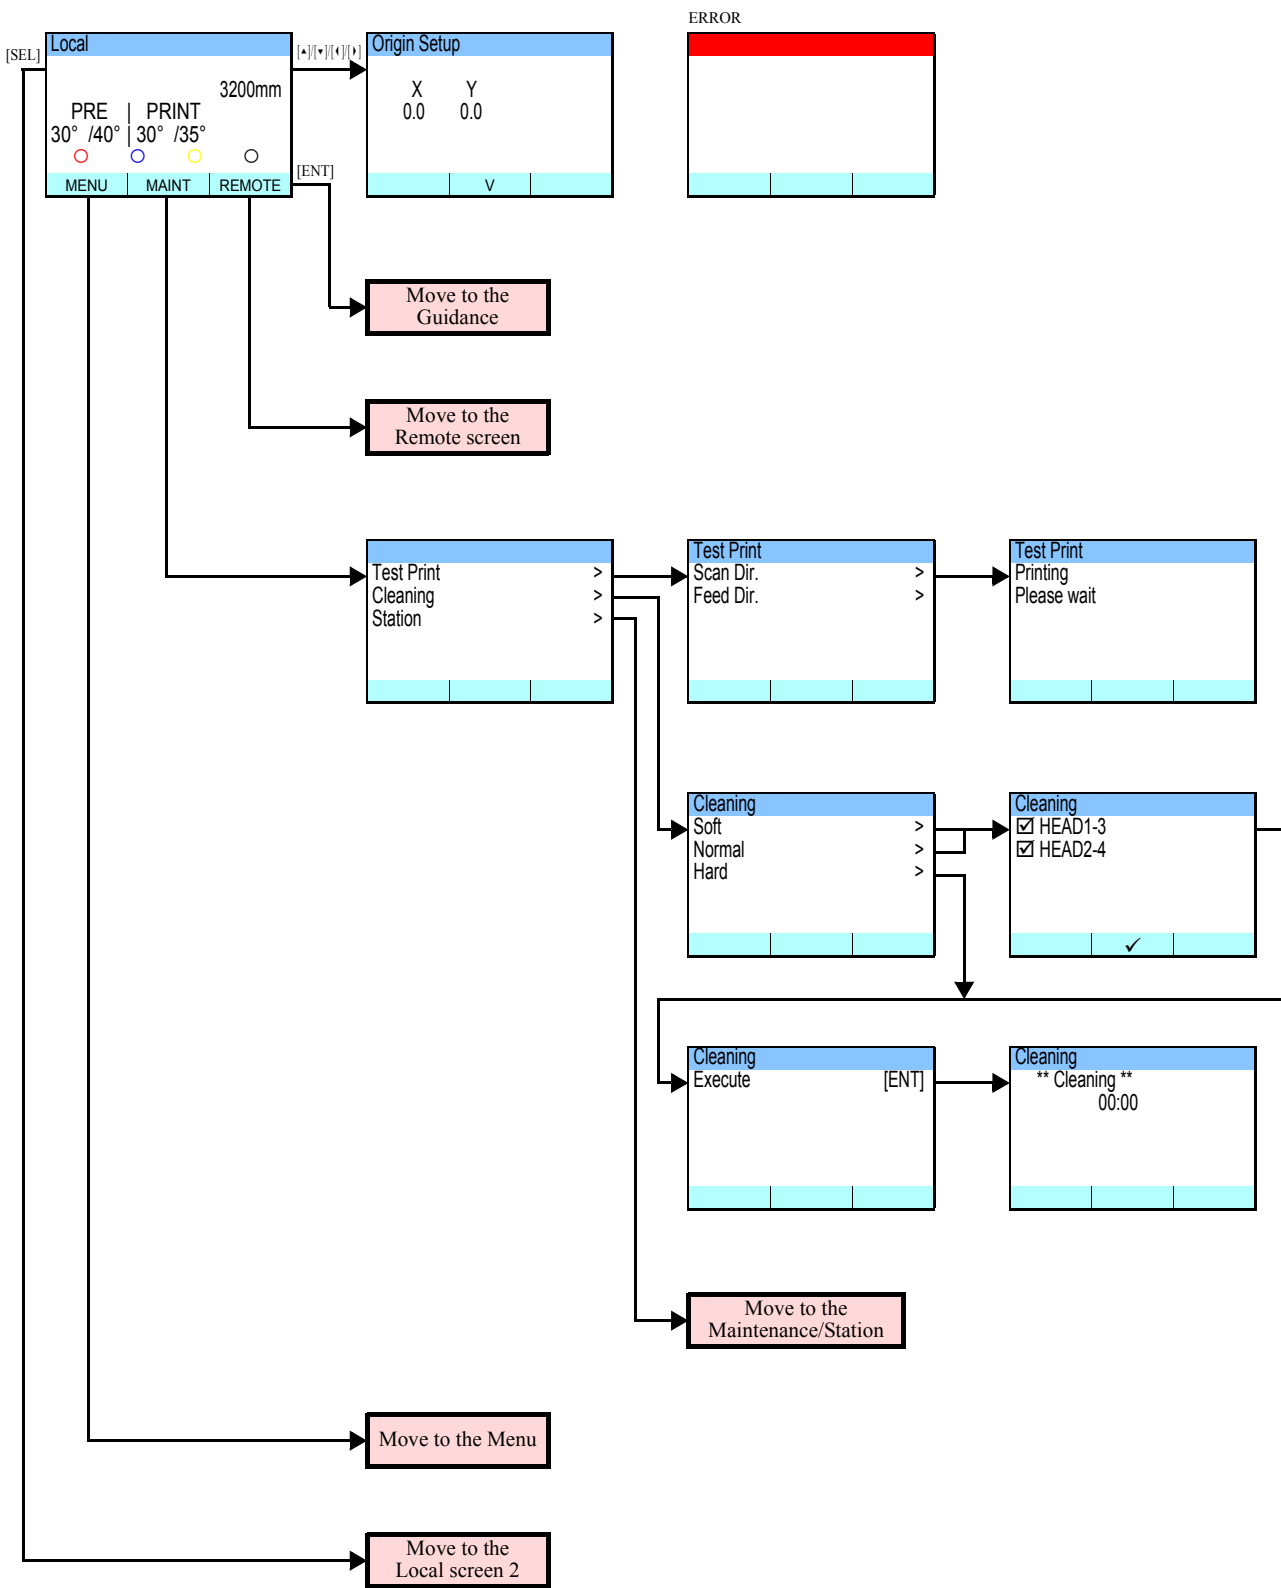 ERROR
[SEL]
Local
[▲]/[▼]/[◀]/[▶]
Origin Setup
3200mm
X Y
0.0 0.0
PRE | PRINT
30° /40° | 30° /35°
[ENT]
MENU MAINT REMOTE
V
Move to the
Guidance
Move to the
Remote screen
Test Print >
Cleaning >
Station >
Test Print
Scan Dir. >
Feed Dir. >
Test Print
Printing
Please wait
Cleaning
Soft >
Normal >
Hard >
Cleaning
☑ HEAD1-3
☑ HEAD2-4
✓
Cleaning
Execute [ENT]
Cleaning
** Cleaning **
00:00
Move to the
Maintenance/Station
Move to the Menu
Move to the
Local screen 2